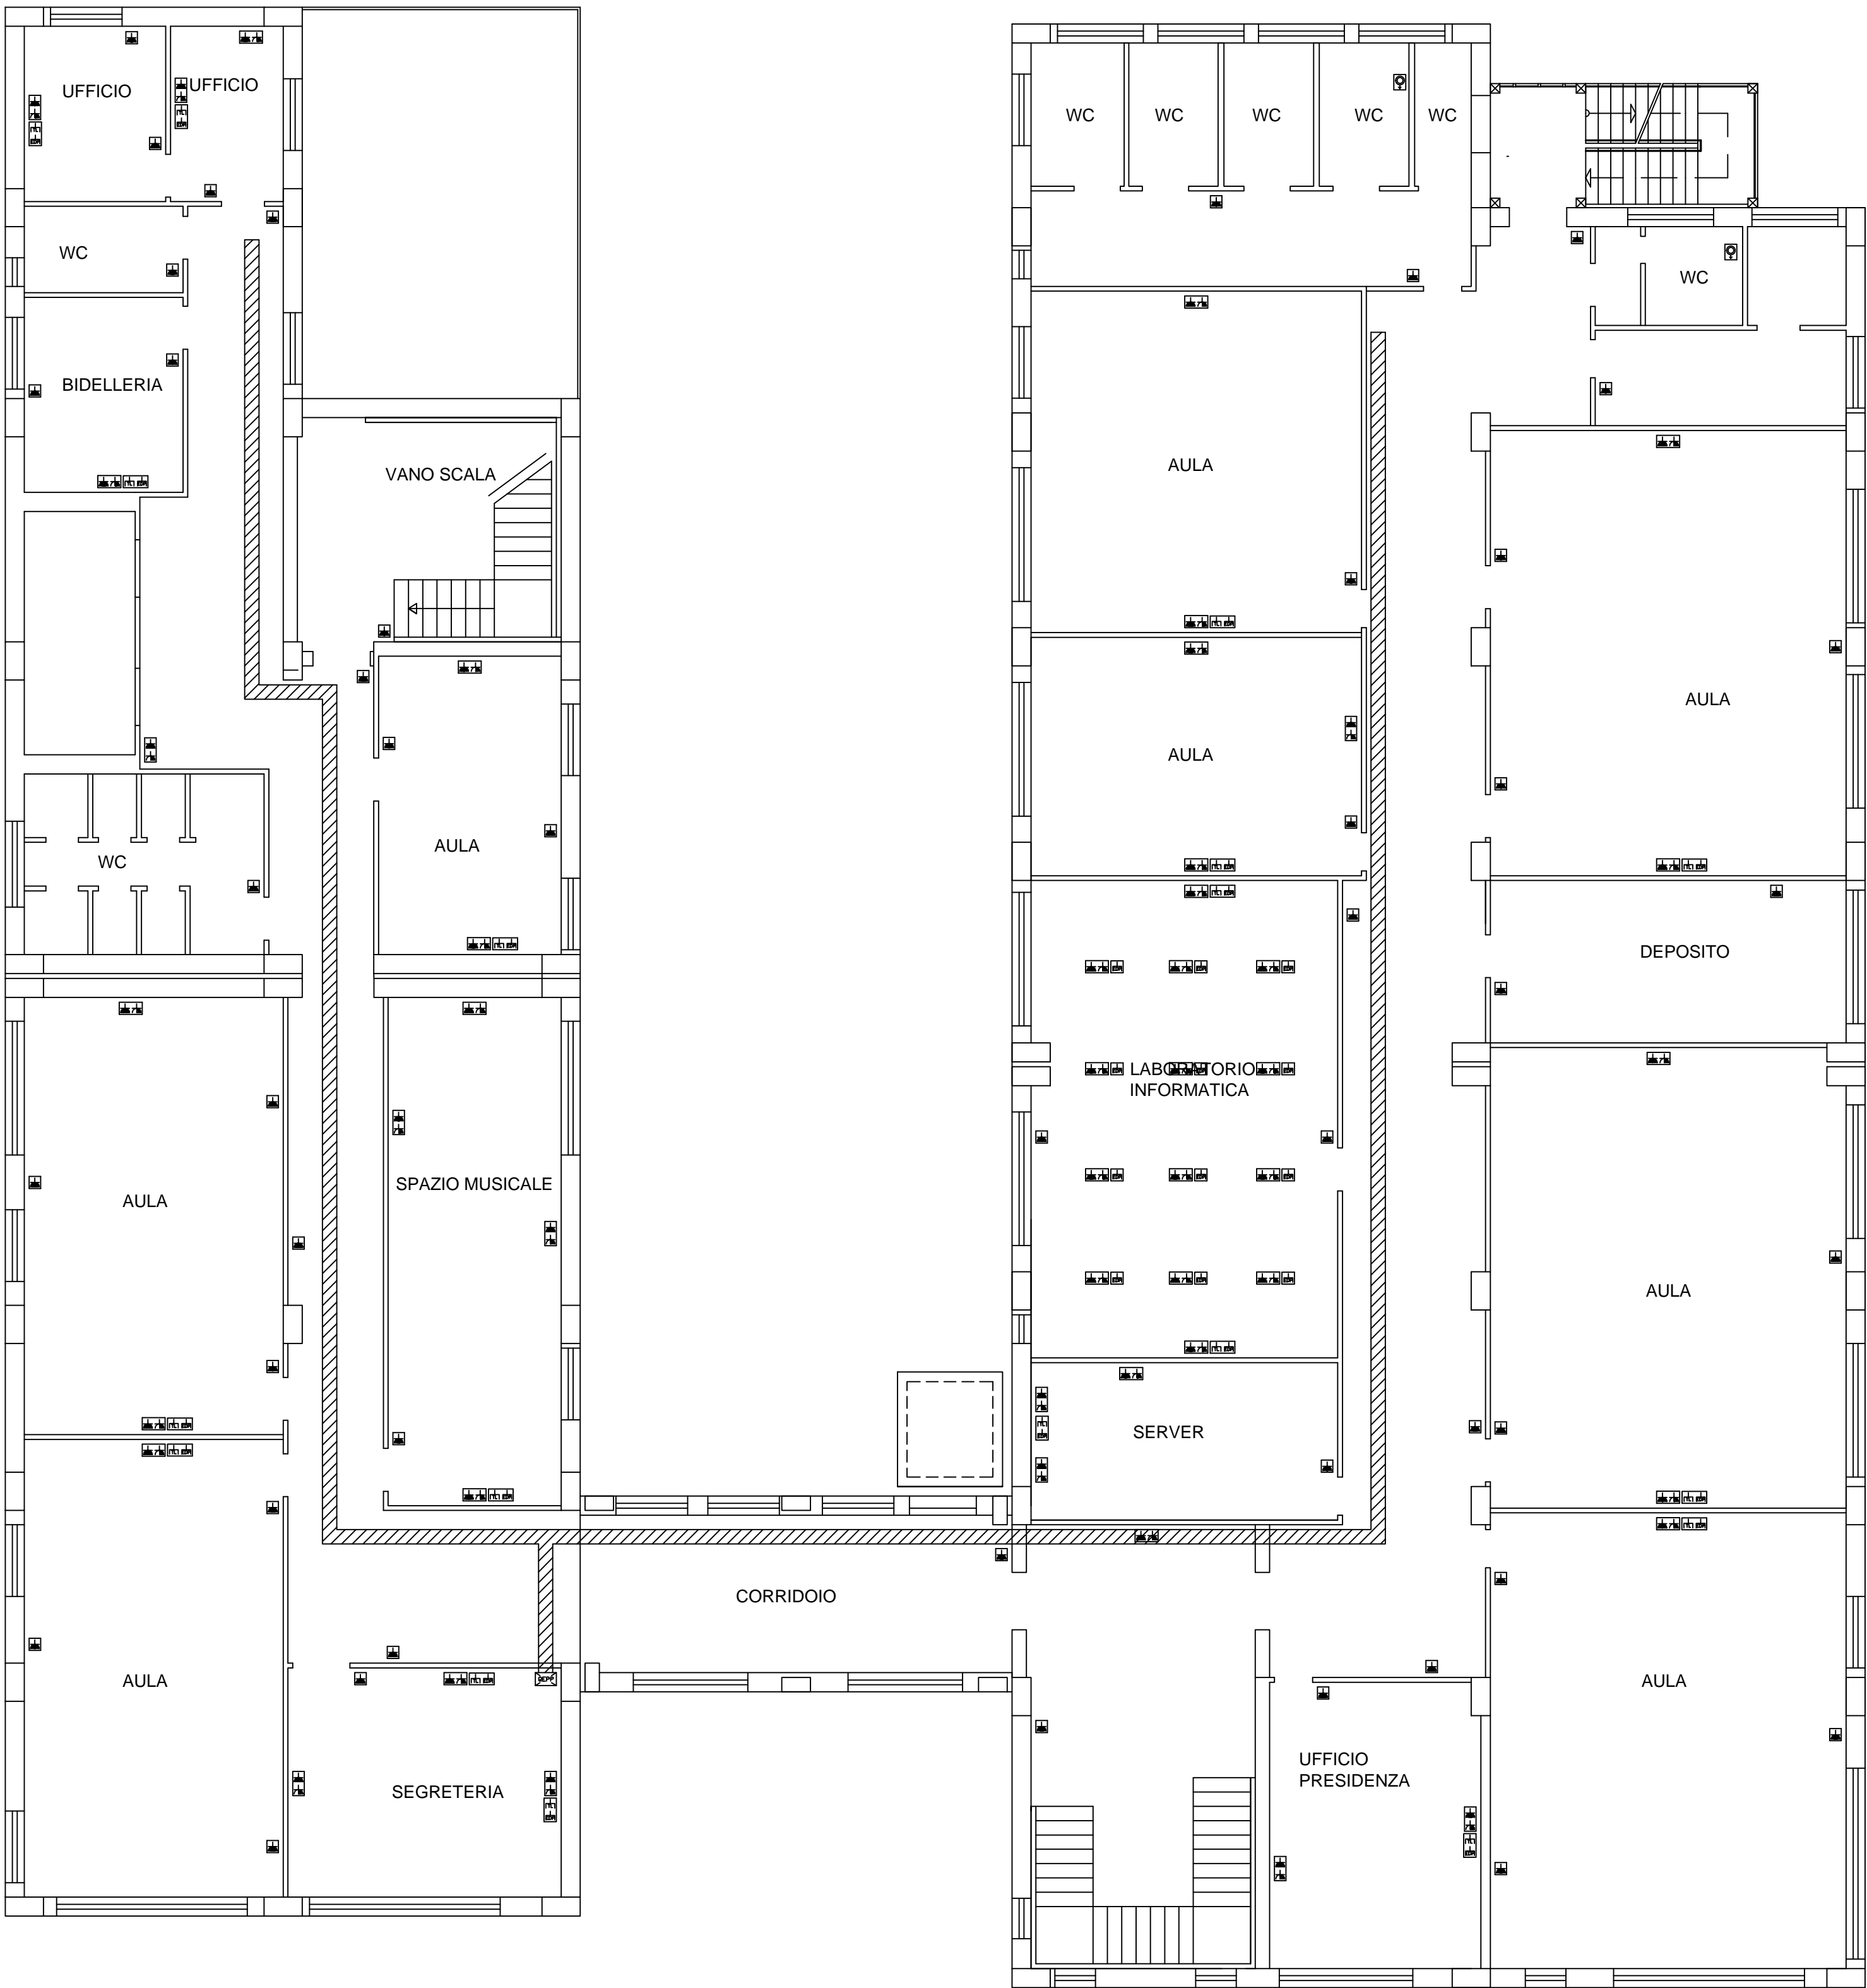 UFFICIO
UFFICIO
WC
WC
WC
WC
WC
WC
WC
BIDELLERIA
VANO SCALA
AULA
AULA
AULA
AULA
WC
DEPOSITO
LABORATORIO
INFORMATICA
AULA
SPAZIO MUSICALE
AULA
SERVER
CORRIDOIO
AULA
AULA
UFFICIO
PRESIDENZA
SEGRETERIA